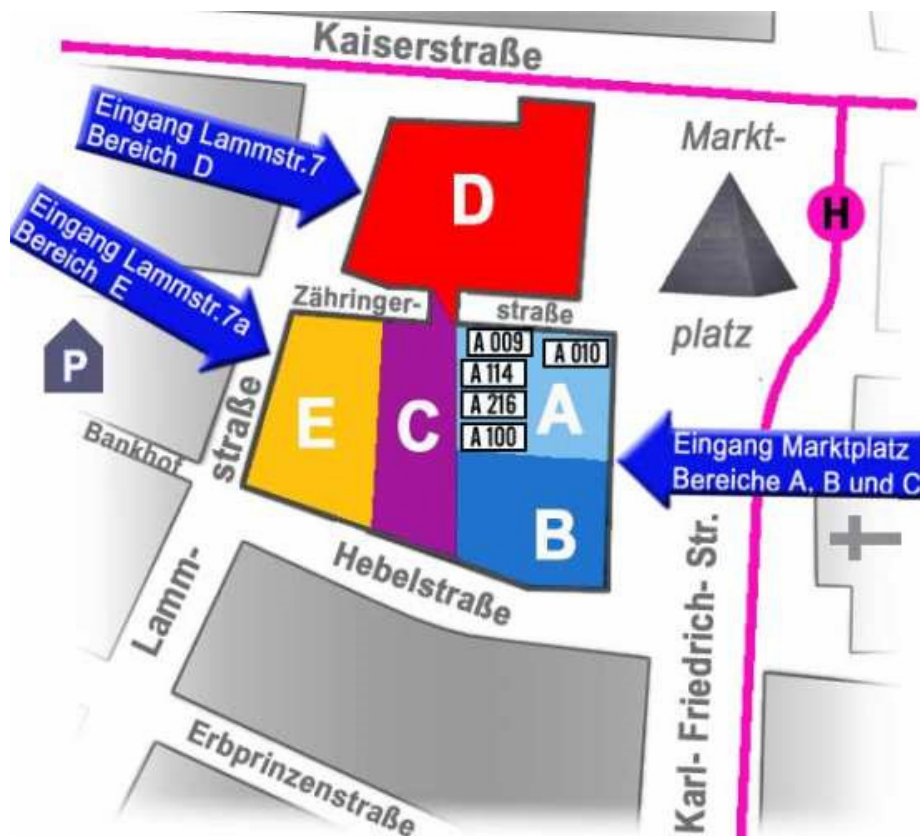 Kaiserstraße
Eingang Lammstr.7
Bereich D
Markt-
D
H
Eingang Lammstr.7a
Bereich E
Zähringer-
straße
platz
P
A 009
A 010
A 114
A 216
A 100
A
E
C
B
straße
Bankhof
Eingang Marktplatz
Bereiche A, B und C
Hebelstraße
Lamm-
Karl- Friedrich- Str.
Erbprinzenstraße